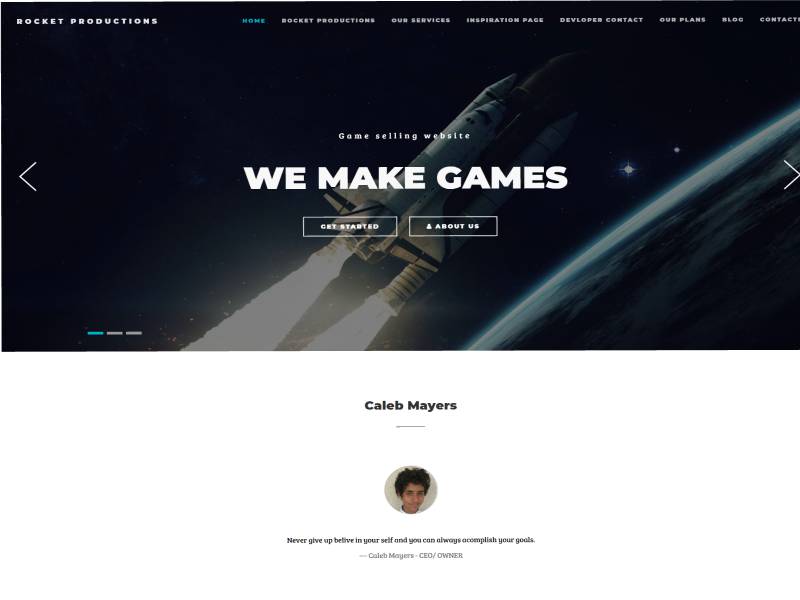 ROCKET PRODUCTIONS
HOME ROCKET PRODUCTIONS OUR SERVICES INSPIRATION PAGE DEVLOPER CONTACT OUR PLANS BLOG
Game selling website
WE MAKE GAMES
GET STARTED
ABOUT US
Caleb Mayers
Never give up belive in your self and you can always acomplish your goals.
— Caleb Mayers - CEO/ OWNER